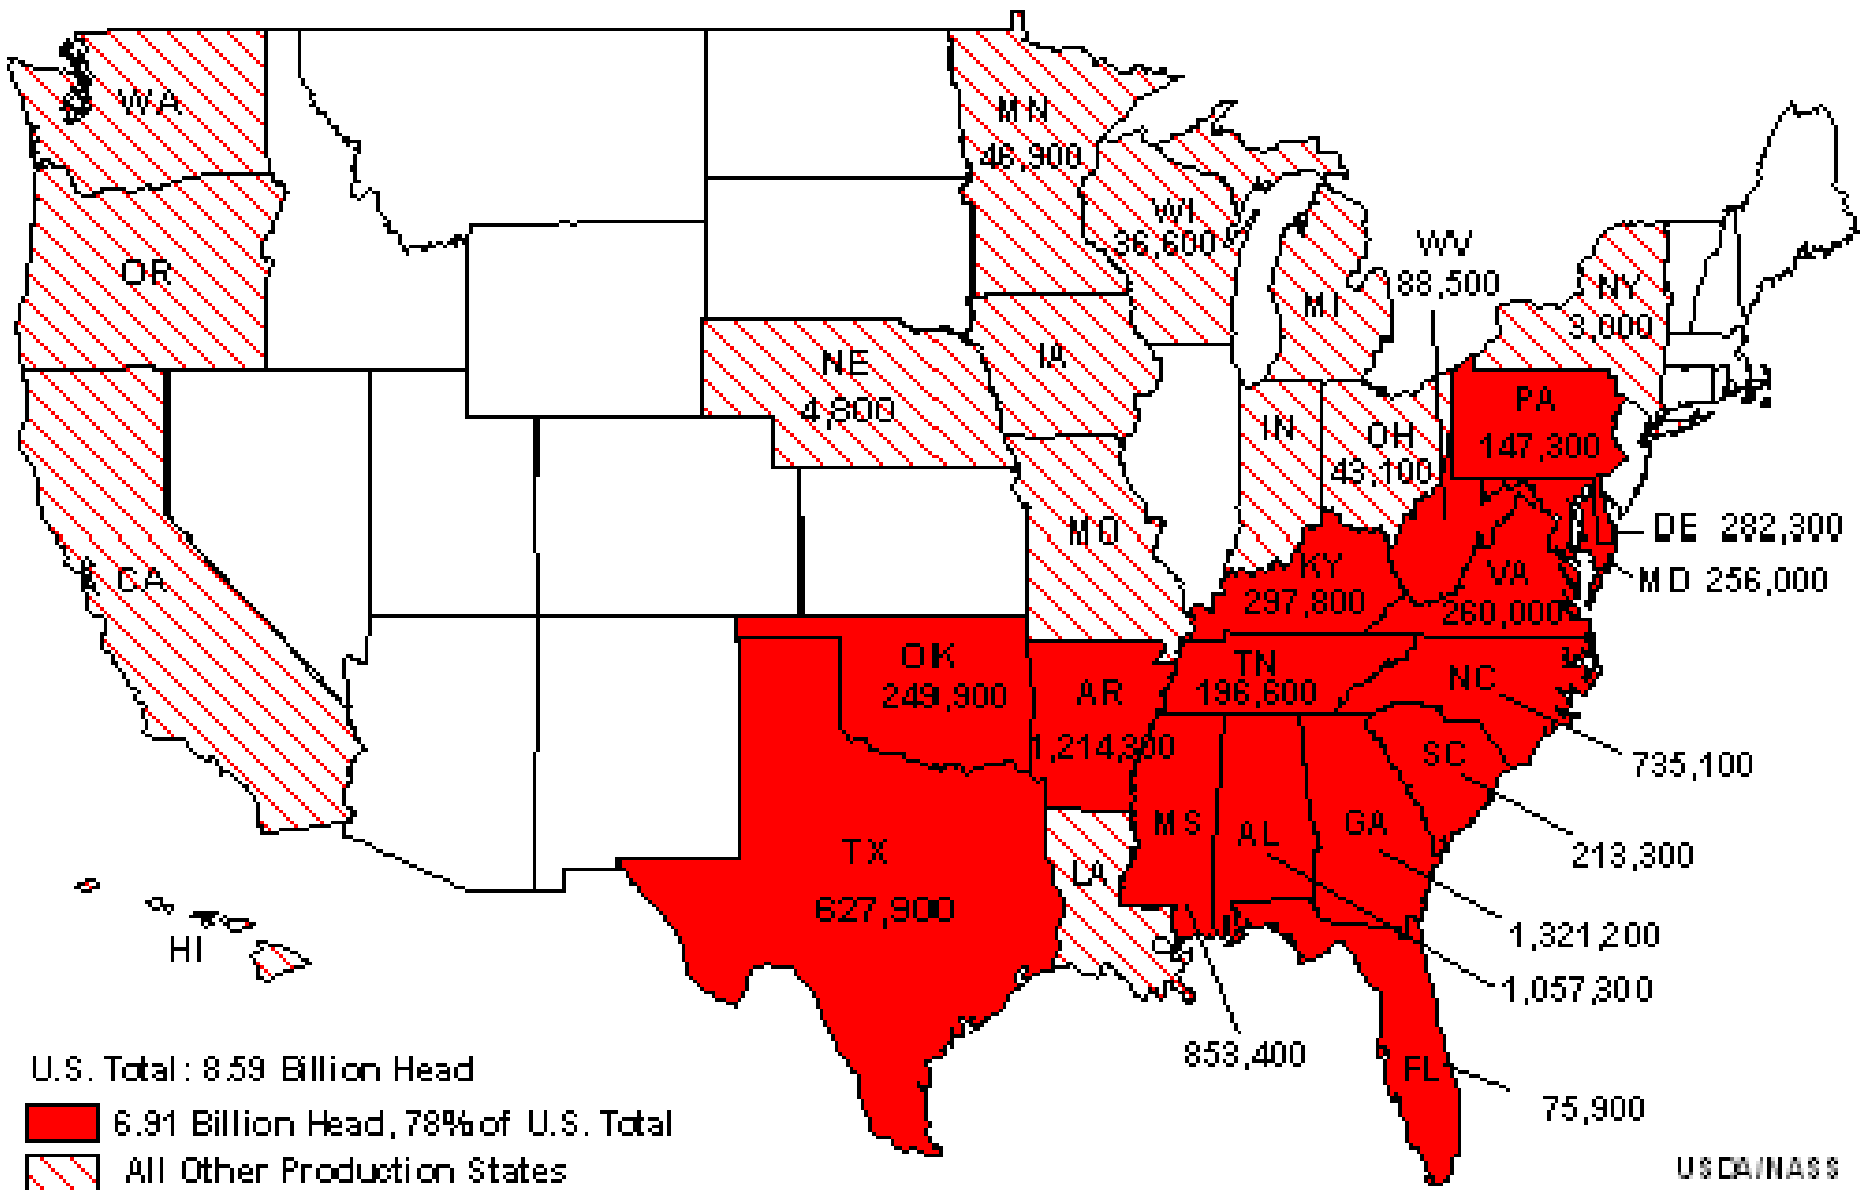 WA
MN
46,900
WI
36,600
WV
88,500
OR
MI
NY
3,000
NE
4,800
IA
PA
147,300
IN
OH
43,100
MO
DE 282,300
CA
KY
297,800
VA
260,000
MD 256,000
OK
249,900
AR
1,214,300
TN
196,600
NC
735,100
SC
213,300
MS
AL
GA
TX
627,900
LA
1,321,200
HI
1,057,300
853,400
FL
75,900
U.S. Total: 8.59 Billion Head
6.91 Billion Head, 78% of U.S. Total
All Other Production States
USDA/NASS